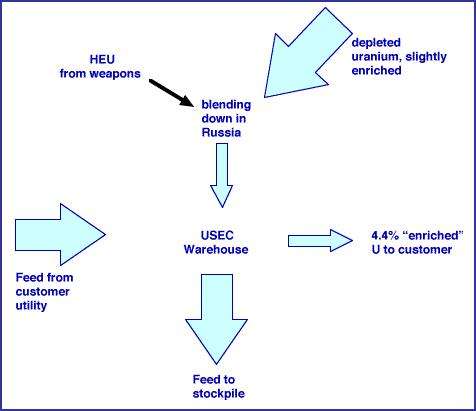 HEU
from weapons
depleted
uranium, slightly
enriched
blending
down in
Russia
USEC
Warehouse
4.4% “enriched”
U to customer
Feed from
customer
utility
Feed to
stockpile